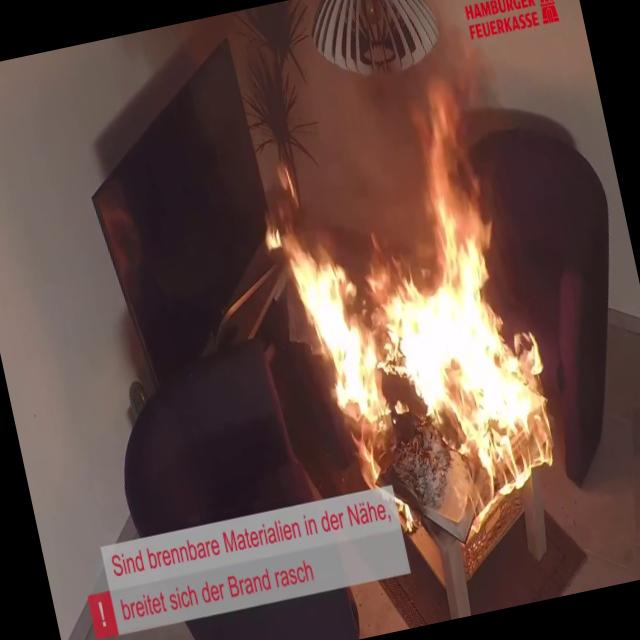 HAMBURGER
FEUERKASSE
Sind brennbare Materialien in der Nähe,
! breitet sich der Brand rasch